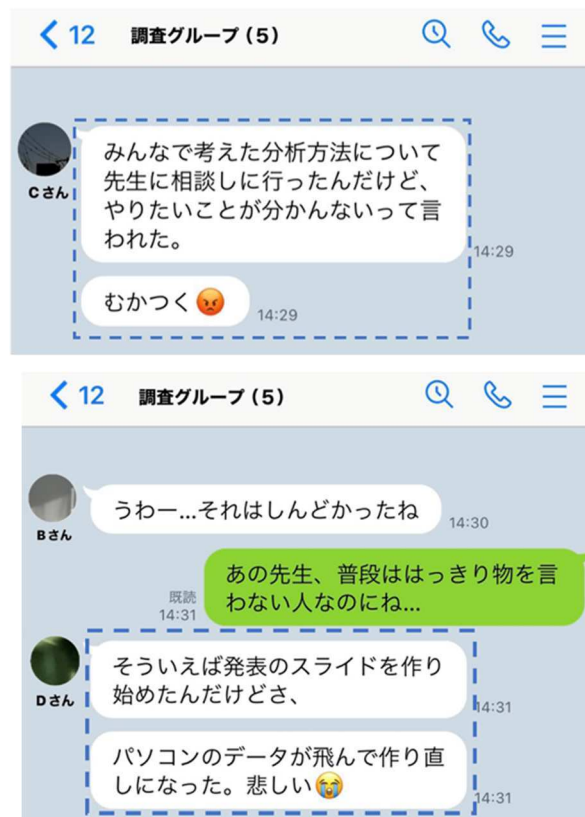 12 調査グループ（5）
みんなで考えた分析方法について
先生に相談しに行ったんだけど、
やりたいことが分かんないって言
われた。
Cさん
14:29
むかつく😡
14:29
12 調査グループ（5）
うわー...それはしんどかったね
Bさん
14:30
あの先生、普段ははっきり物を言
わない人なのにね...
既読
14:31
そういえば発表のスライドを作り
始めたんだけどさ、
Dさん
14:31
パソコンのデータが飛んで作り直
しになった。悲しい😭
14:31